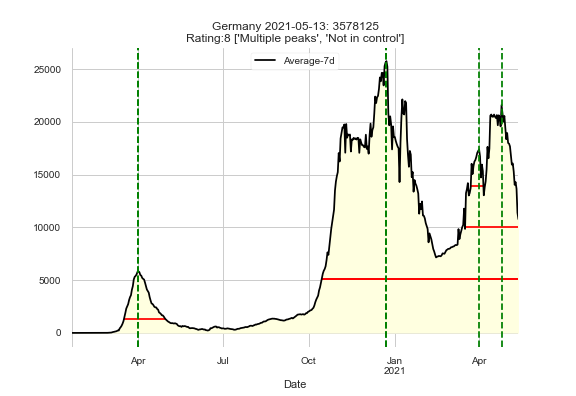 Germany 2021-05-13: 3578125
Rating:8 ['Multiple peaks', 'Not in control']
Average-7d
25000
20000
15000
10000
5000
0
Apr
Jul
Oct
Jan
2021
Apr
Date